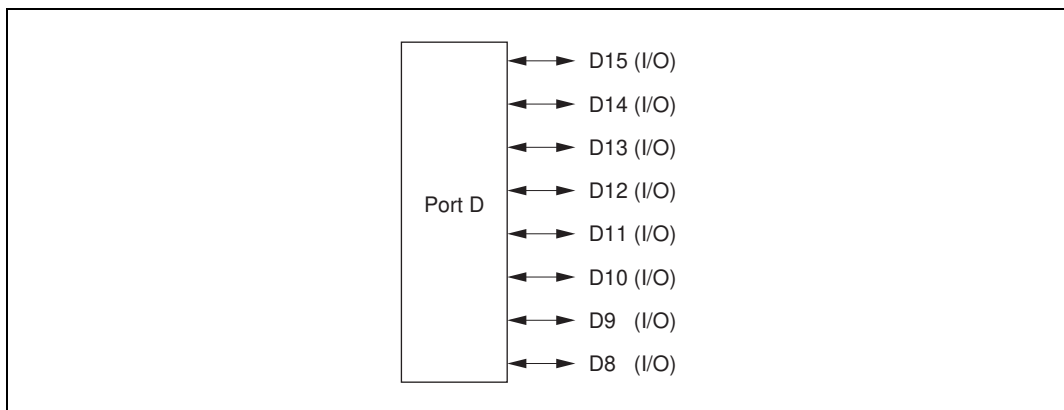 D15 (I/O)
D14 (I/O)
D13 (I/O)
D12 (I/O)
Port D
D11 (I/O)
D10 (I/O)
D9 (I/O)
D8 (I/O)